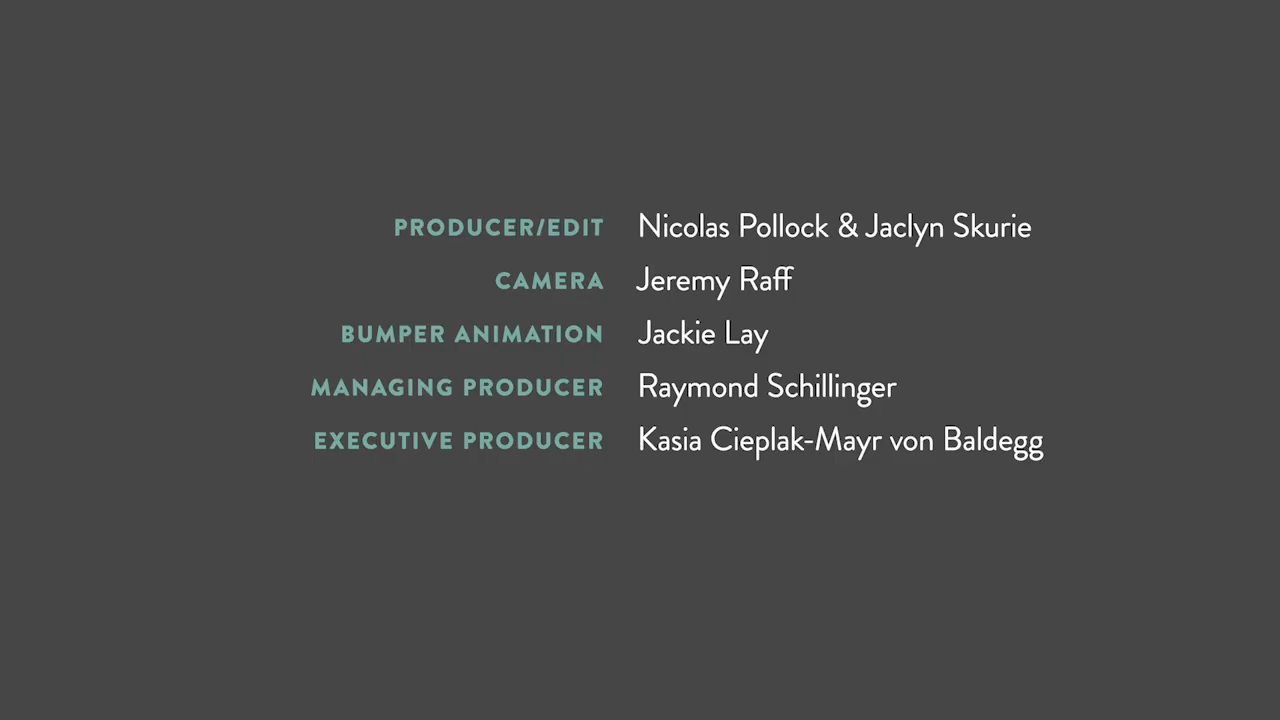 PRODUCER/EDIT Nicolas Pollock & Jaclyn Skurie
CAMERA Jeremy Raff
BUMPER ANIMATION Jackie Lay
MANAGING PRODUCER Raymond Schillinger
EXECUTIVE PRODUCER Kasia Cieplak-Mayr von Baldegg